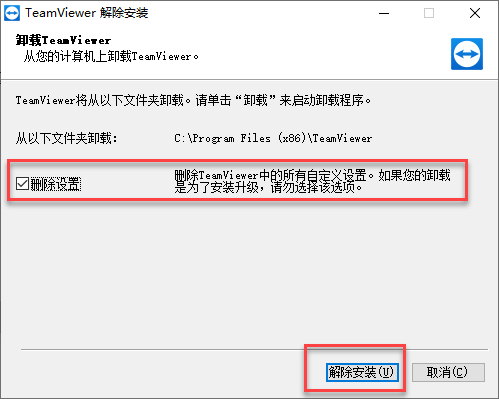 TeamViewer 解除安装
卸载TeamViewer
从您的计算机上卸载TeamViewer。
TeamViewer将从以下文件夹卸载。请单击“卸载”来启动卸载程序。
从以下文件夹卸载： C:\Program Files (x86)\TeamViewer
删除设置
删除TeamViewer中的所有自定义设置。如果您的卸载
是为了安装升级，请勿选择该选项。
解除安装(U) 取消(C)